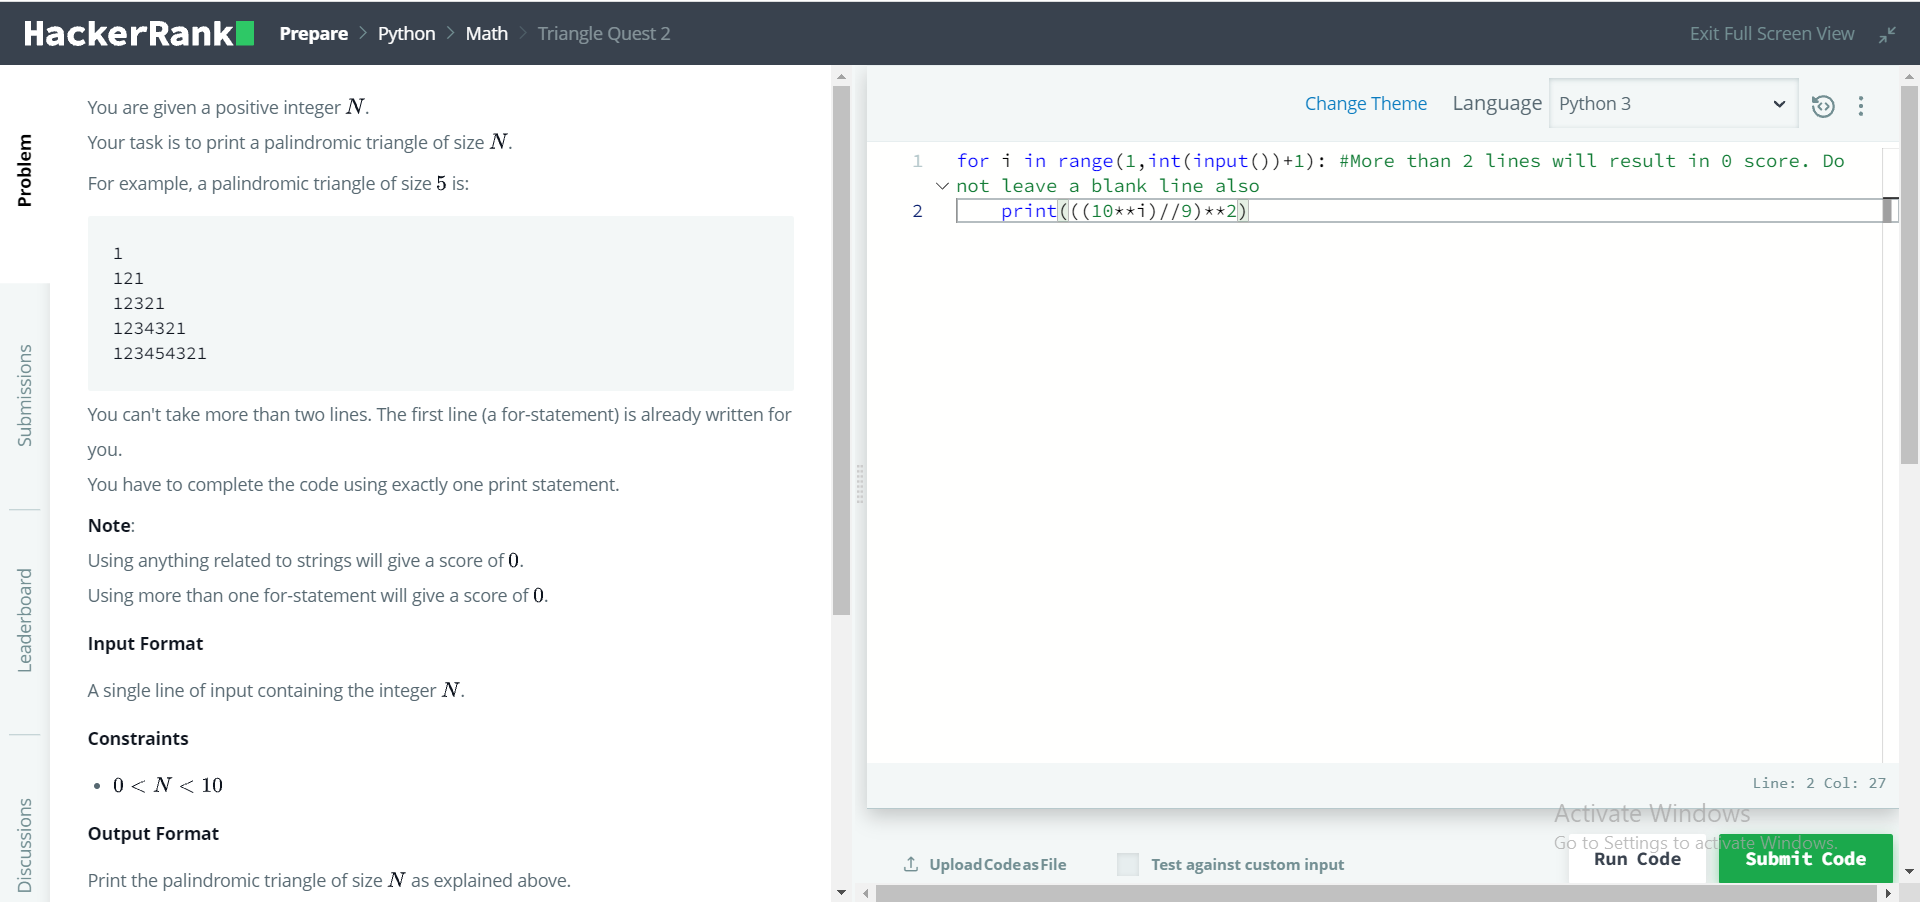 HackerRank Prepare > Python > Math > Triangle Quest 2 Exit Full Screen View
Problem
Submissions
Leaderboard
Discussions
You are given a positive integer N.
Your task is to print a palindromic triangle of size N.
For example, a palindromic triangle of size 5 is:
1
121
12321
1234321
123454321
You can't take more than two lines. The first line (a for-statement) is already written for
you.
You have to complete the code using exactly one print statement.
Note:
Using anything related to strings will give a score of 0.
Using more than one for-statement will give a score of 0.
Input Format
A single line of input containing the integer N.
Constraints
• 0 < N < 10
Output Format
Print the palindromic triangle of size N as explained above.
Change Theme Language Python 3
1 for i in range(1,int(input())+1): #More than 2 lines will result in 0 score. Do
not leave a blank line also
2 print(((10**i)//9)**2)
Line: 2 Col: 27
Activate Windows
Go to Settings to activate Windows.
Upload Code as File Test against custom input Run Code Submit Code